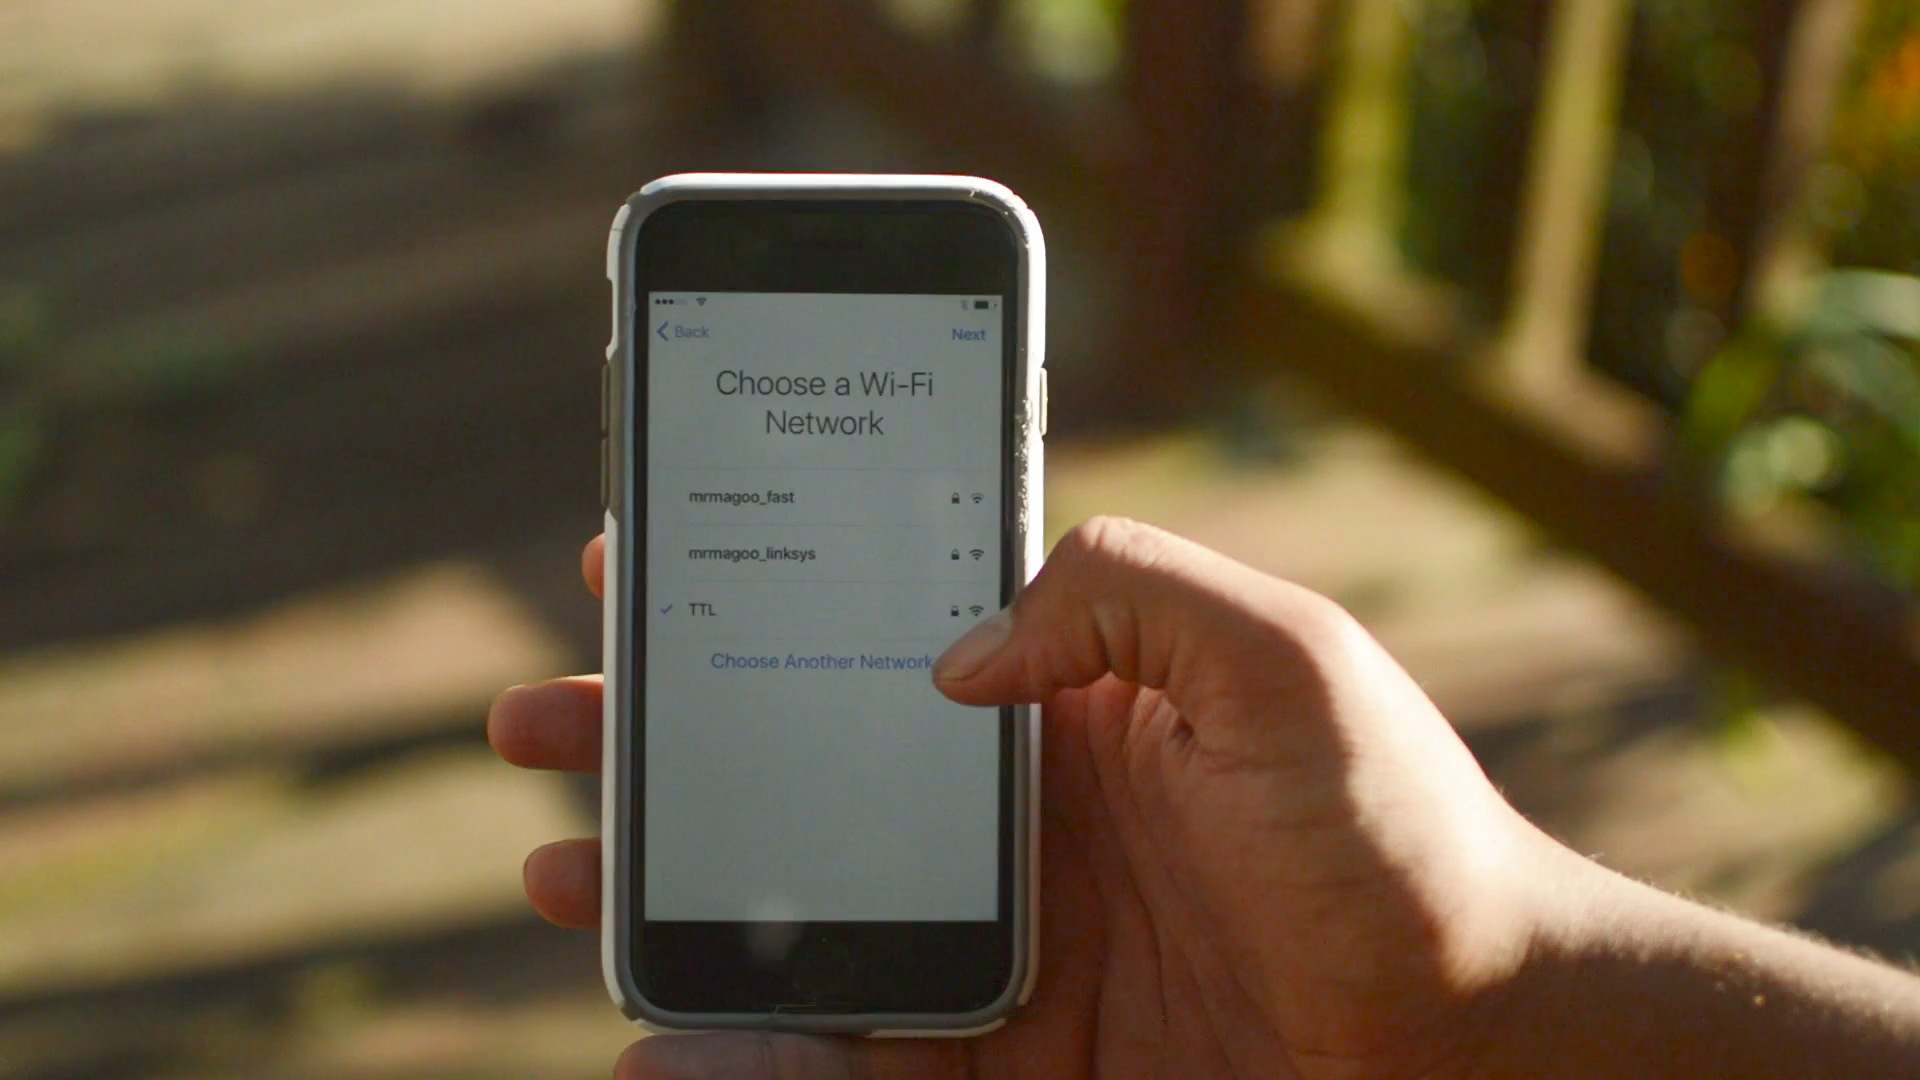 Back
Next
Choose a Wi-Fi
Network
mrmagoo_fast
mrmagoo_linksys
TTL
Choose Another Network